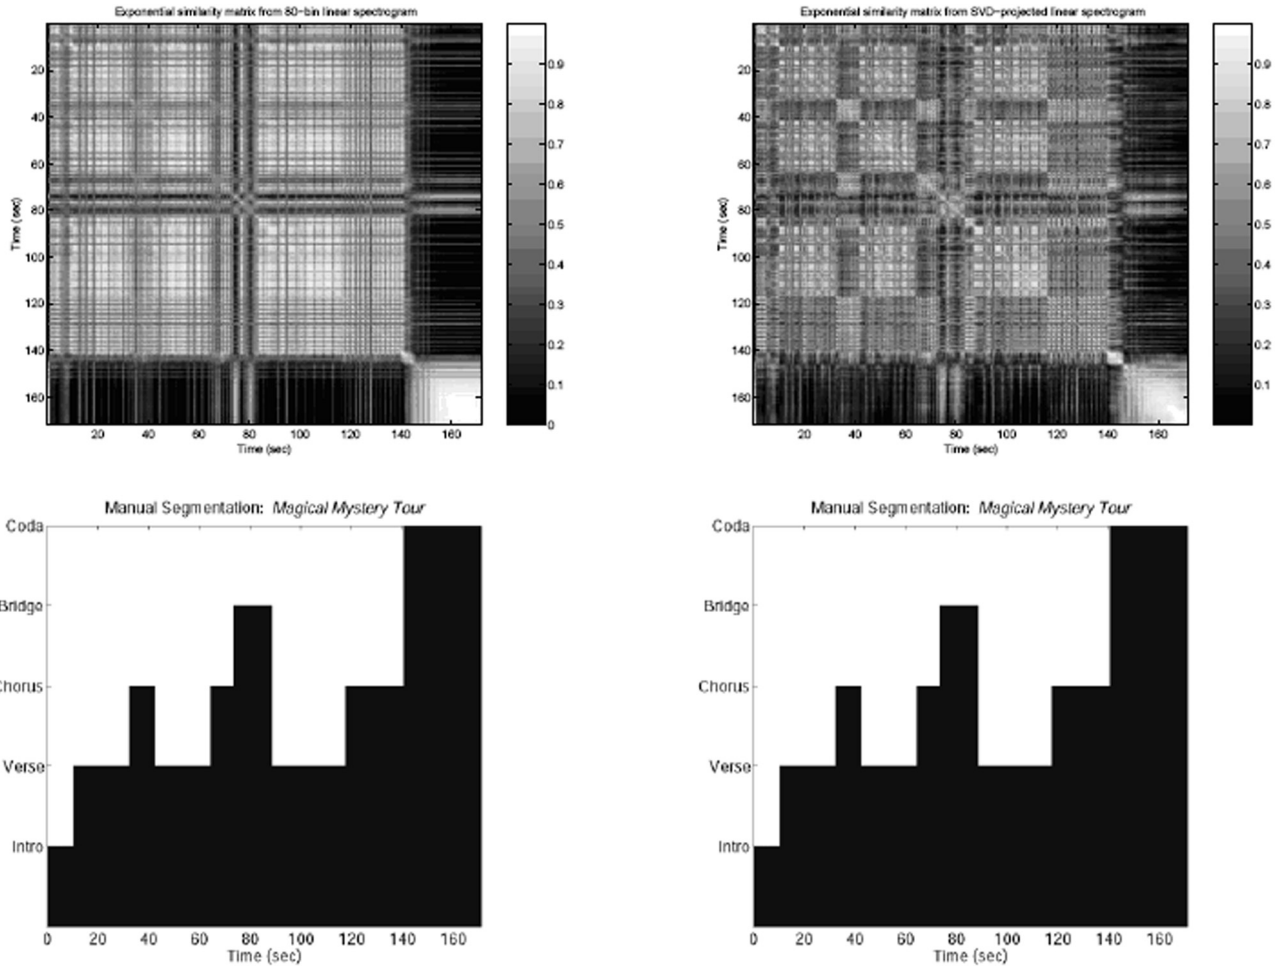 Exponential similarity matrix from 80-bin linear spectrogram
20
40
60
80
100
120
140
160
Time (sec)
20 40 60 80 100 120 140 160
Time (sec)
0.9
0.8
0.7
0.6
0.5
0.4
0.3
0.2
0.1
0
Exponential similarity matrix from SVD-projected linear spectrogram
20
40
60
80
100
120
140
160
Time (sec)
20 40 60 80 100 120 140 160
Time (sec)
0.9
0.8
0.7
0.6
0.5
0.4
0.3
0.2
0.1
Manual Segmentation: Magical Mystery Tour
Coda
Bridge
Chorus
Verse
Intro
0 20 40 60 80 100 120 140 160
Time (sec)
Manual Segmentation: Magical Mystery Tour
Coda
Bridge
Chorus
Verse
Intro
0 20 40 60 80 100 120 140 160
Time (sec)